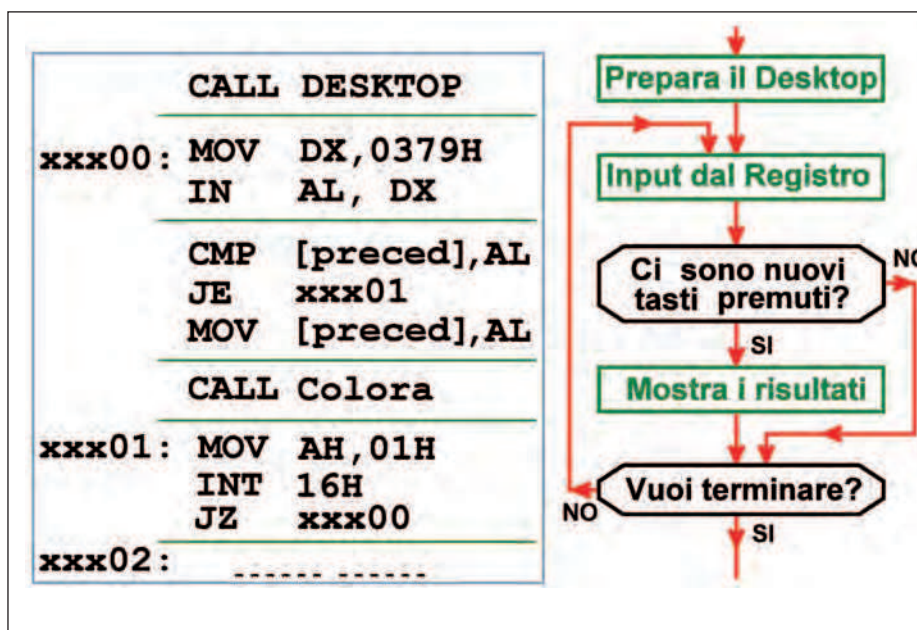 CALL DESKTOP
xxx00: MOV DX,0379H
IN AL, DX
CMP [preced],AL
JE xxx01
MOV [preced],AL
CALL Colora
xxx01: MOV AH,01H
INT 16H
JZ xxx00
xxx02: ------ ------
Prepara il Desktop
Input dal Registro
Ci sono nuovi
tasti premuti?
NO
SI
Mostra i risultati
Vuoi terminare?
NO
SI